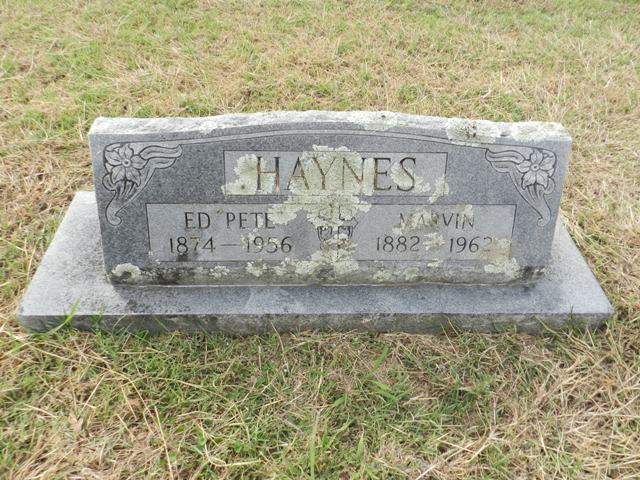 HAYNES
ED "PETE"
1874 — 1956
MARVIN
1882 — 1962